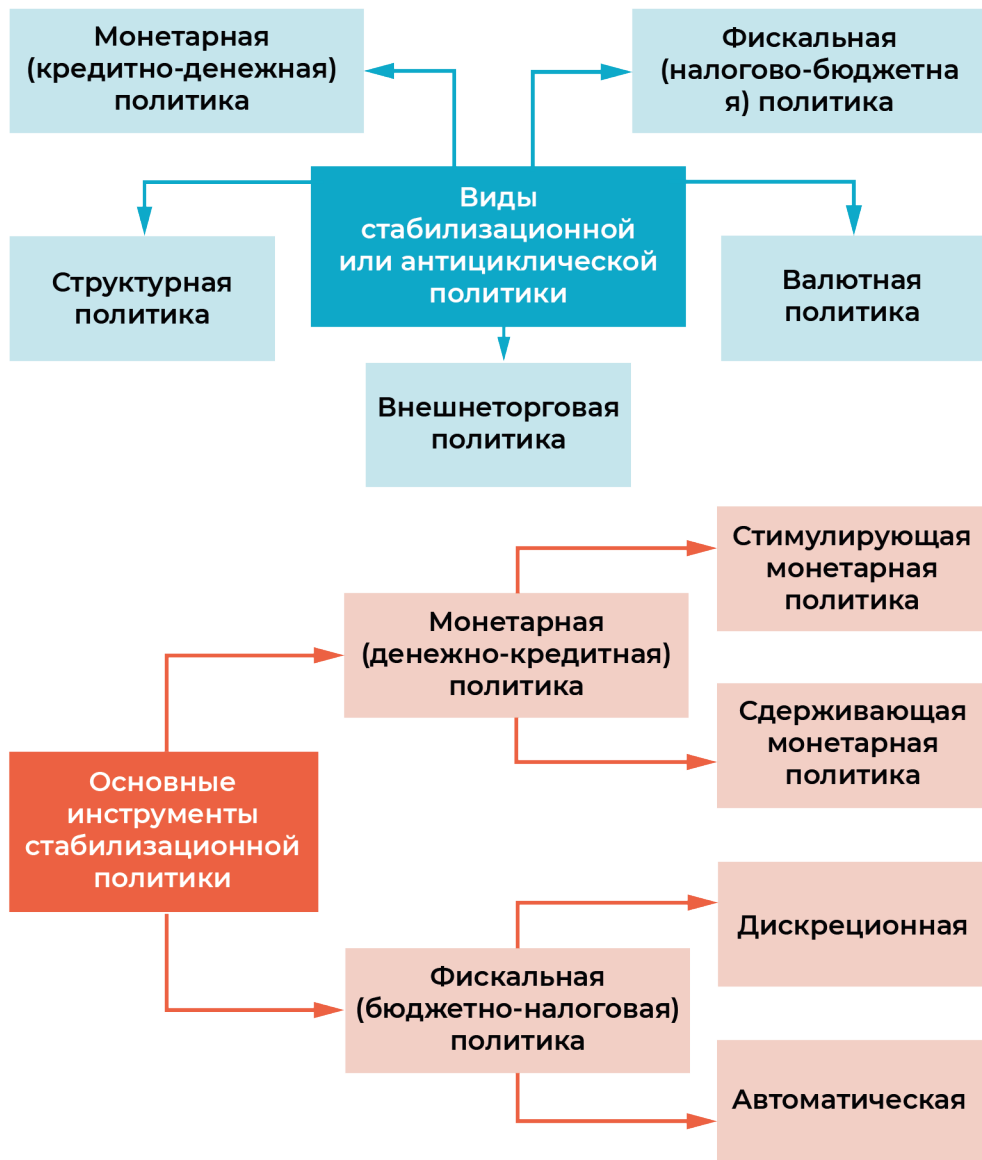 Монетарная
(кредитно-денежная)
политика
Фискальная
(налогово-бюджетна
я) политика
Виды
стабилизационной
или антициклической
политики
Структурная
политика
Валютная
политика
Внешнеторговая
политика
Стимулирующая
монетарная
политика
Монетарная
(денежно-кредитная)
политика
Сдерживающая
монетарная
политика
Основные
инструменты
стабилизационной
политики
Дискреционная
Фискальная
(бюджетно-налоговая)
политика
Автоматическая